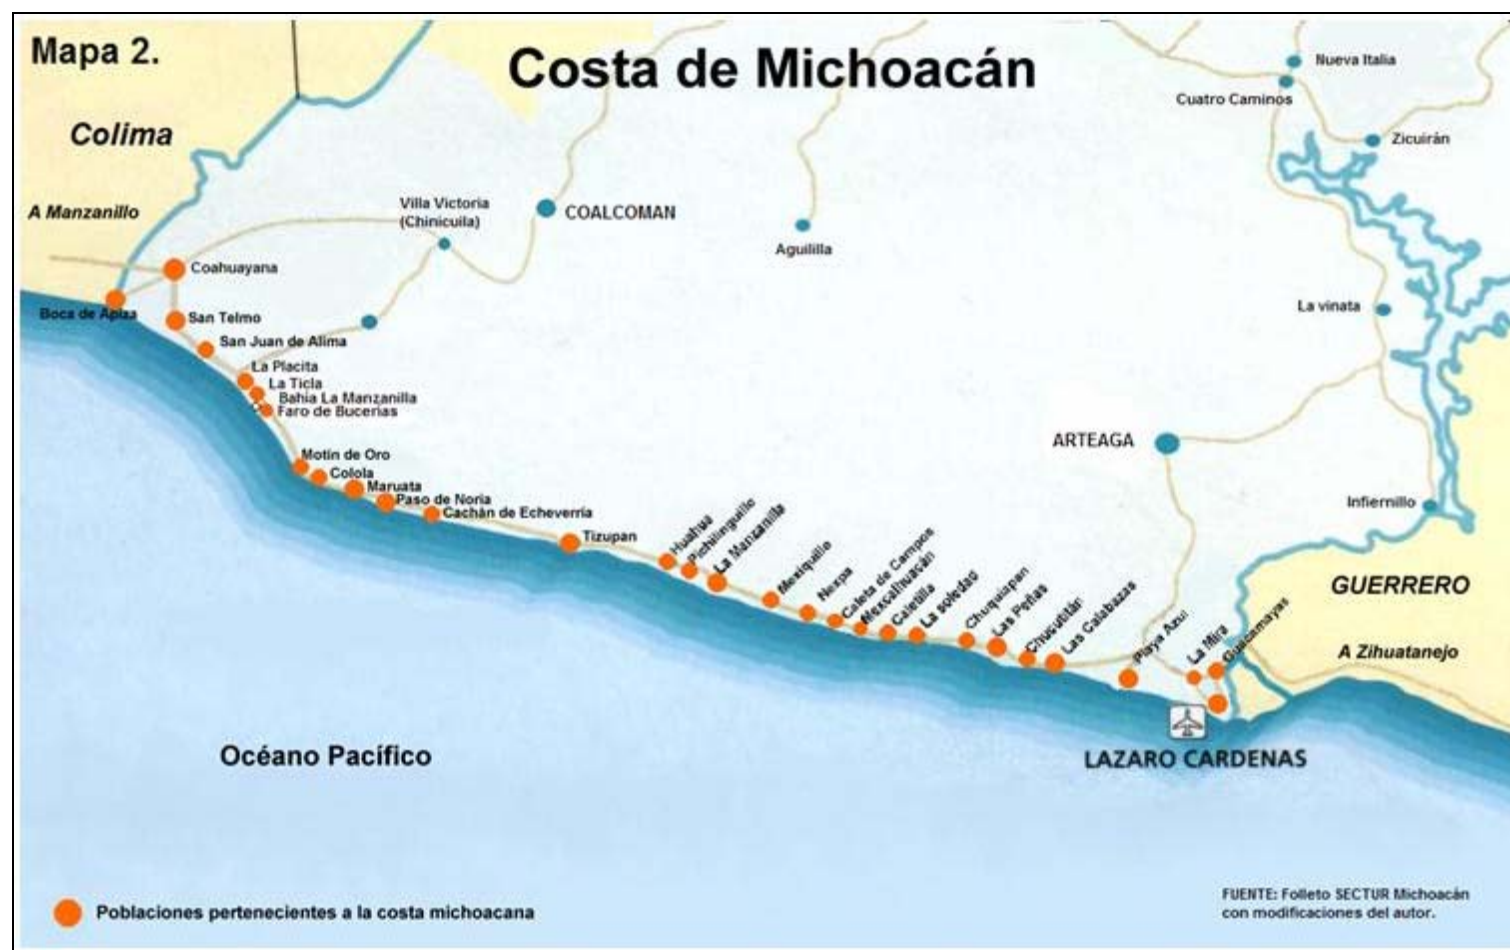 Mapa 2.
Costa de Michoacán
Nueva Italia
Cuatro Caminos
Colima
Zicuirán
A Manzanillo
Villa Victoria
(Chinicuila)
COALCOMAN
Aguililla
Coahuayana
Boca de Apiza
San Telmo
La vinata
San Juan de Alima
La Placita
La Ticla
Bahía La Manzanilla
Faro de Bucerias
ARTEAGA
Motín de Oro
Colola
Maruata
Paso de Noria
Cachán de Echeverría
Infiernillo
Tizupan
Huahua
Pichilinguillo
La Manzanilla
Mexiquillo
Nexpa
Caleta de Campos
Mexcalhuacán
Caletilla
La soledad
Chuquiapan
Las Peñas
Chucutitán
Las Calabazas
Playa Azul
La Mira
Guacamayas
GUERRERO
A Zihuatanejo
Océano Pacífico
LAZARO CARDENAS
Poblaciones pertenecientes a la costa michoacana
FUENTE: Folleto SECTUR Michoacán
con modificaciones del autor.